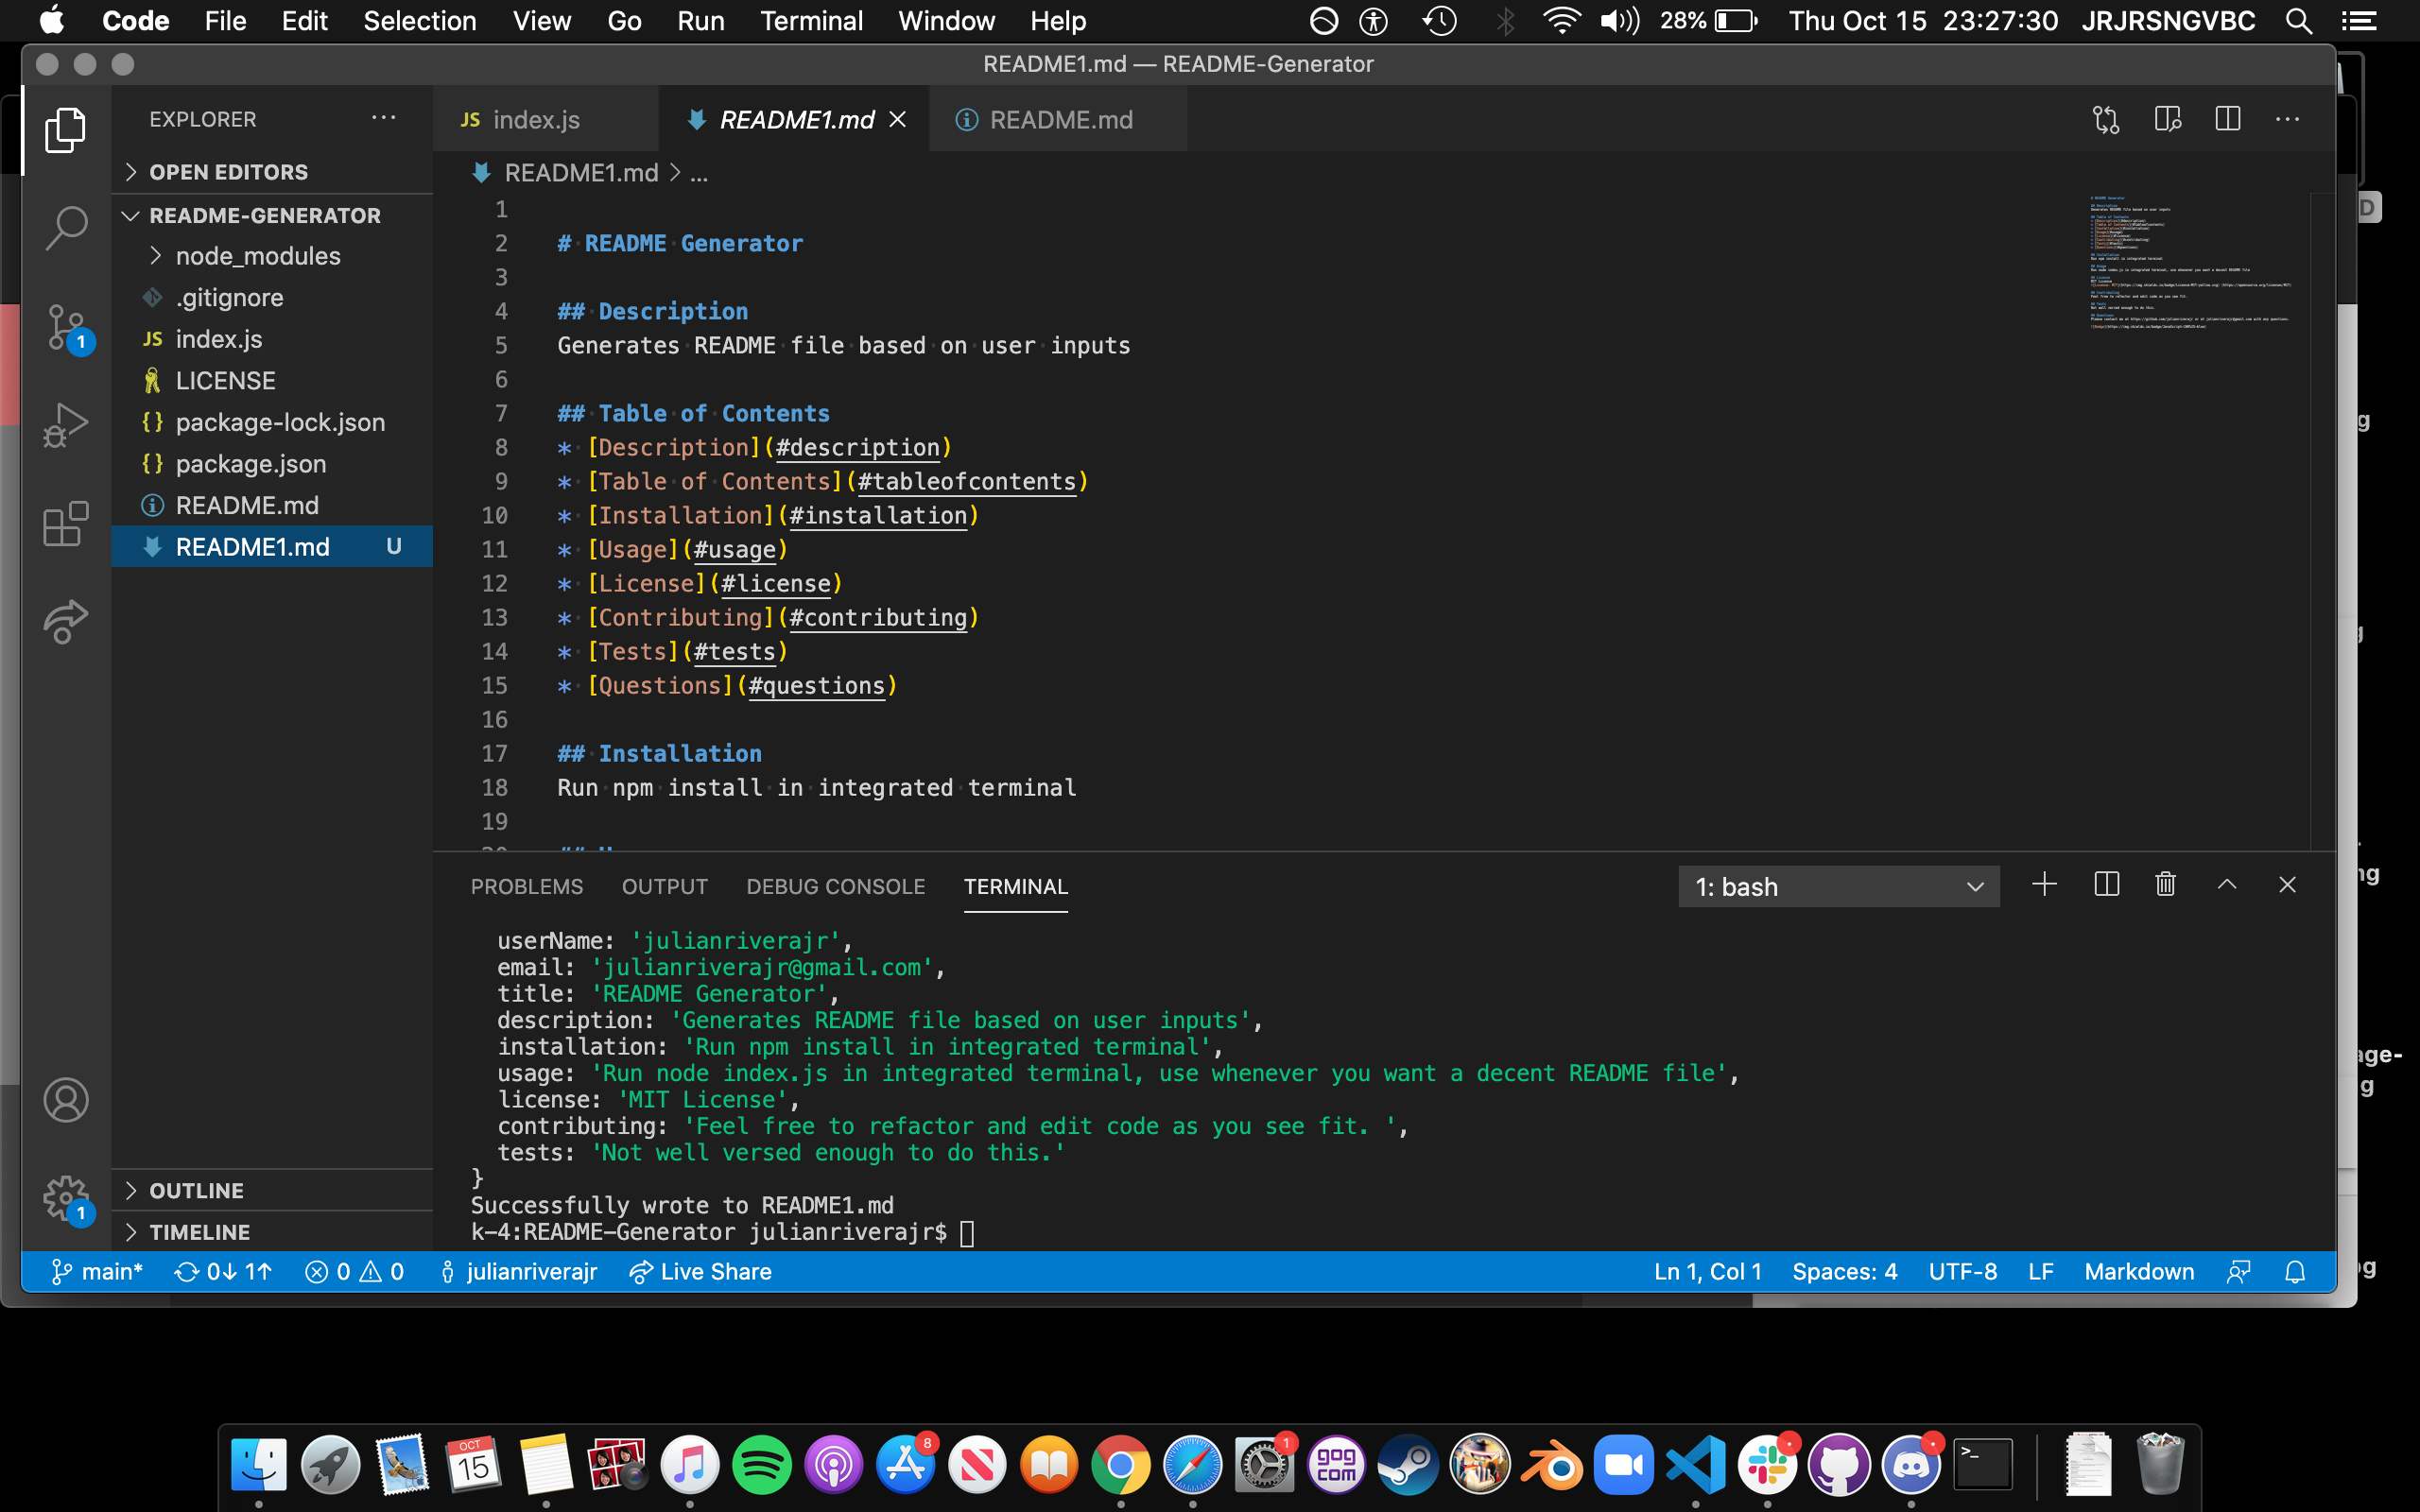 Code File Edit Selection View Go Run Terminal Window Help 28% Thu Oct 15 23:27:30 JRJRSNGVBC
README1.md — README-Generator
EXPLORER
OPEN EDITORS
README-GENERATOR
node_modules
.gitignore
JS index.js
LICENSE
{} package-lock.json
{} package.json
README.md
README1.md U
OUTLINE
TIMELINE
1
1
JS index.js README1.md README.md
README1.md > ...
1
2 # README Generator
3
4 ## Description
5 Generates README file based on user inputs
6
7 ## Table of Contents
8 * [Description](#description)
9 * [Table of Contents](#tableofcontents)
10 * [Installation](#installation)
11 * [Usage](#usage)
12 * [License](#license)
13 * [Contributing](#contributing)
14 * [Tests](#tests)
15 * [Questions](#questions)
16
17 ## Installation
18 Run npm install in integrated terminal
19
PROBLEMS OUTPUT DEBUG CONSOLE TERMINAL 1: bash
userName: 'julianriverajr',
email: 'julianriverajr@gmail.com',
title: 'README Generator',
description: 'Generates README file based on user inputs',
installation: 'Run npm install in integrated terminal',
usage: 'Run node index.js in integrated terminal, use whenever you want a decent README file',
license: 'MIT License',
contributing: 'Feel free to refactor and edit code as you see fit. ',
tests: 'Not well versed enough to do this.'
}
Successfully wrote to README1.md
k-4:README-Generator julianriverajr$
main* 0↓ 1↑ 0 0 julianriverajr Live Share Ln 1, Col 1 Spaces: 4 UTF-8 LF Markdown
OCT
15
8
1
GOG
COM
>_